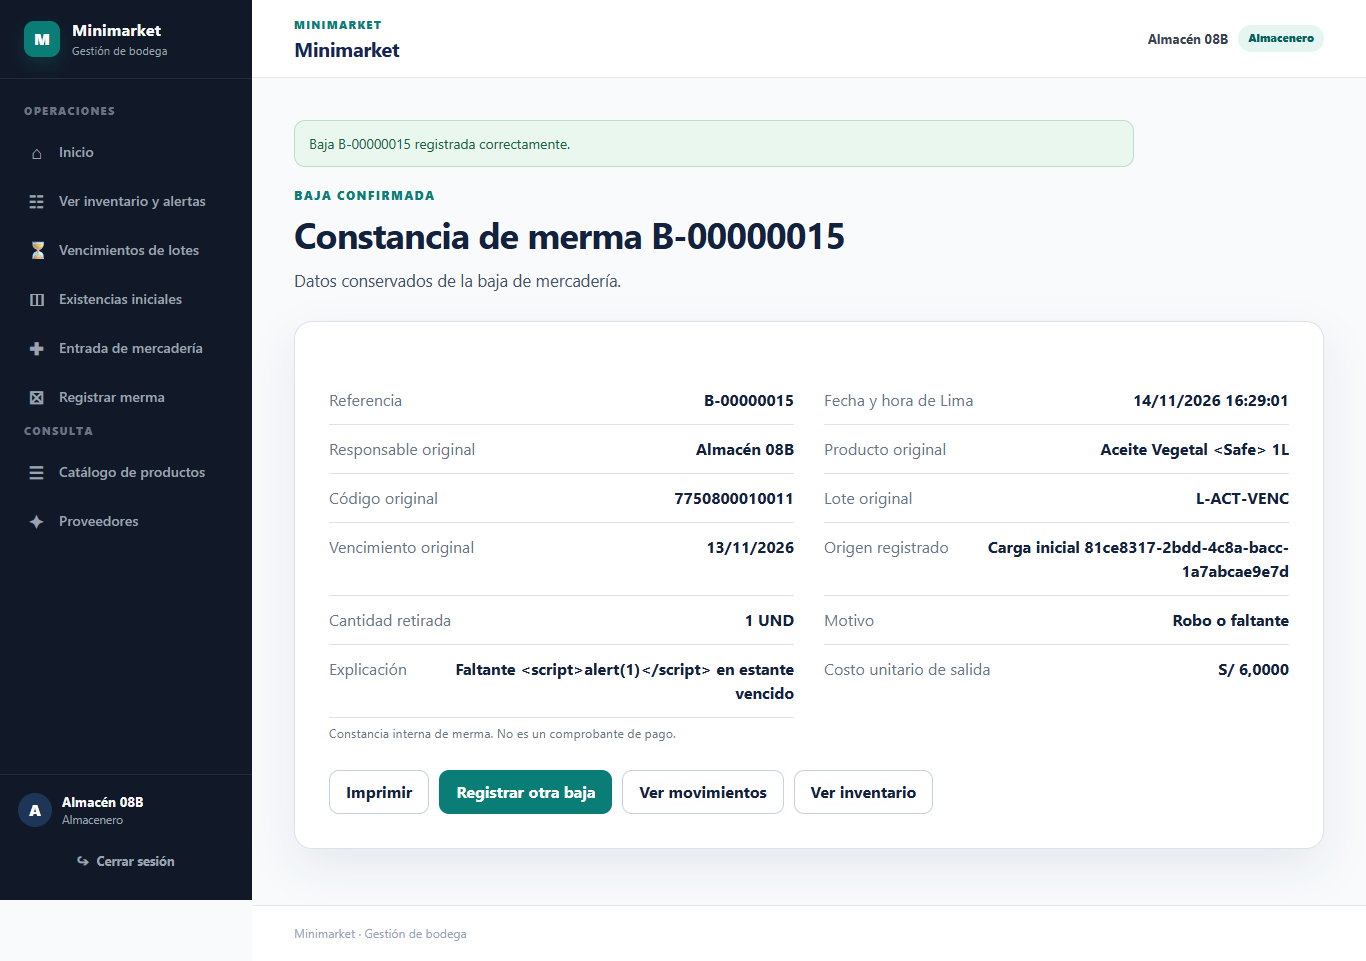 M
Minimarket
Gestión de bodega
OPERACIONES
Inicio
Ver inventario y alertas
Vencimientos de lotes
Existencias iniciales
Entrada de mercadería
Registrar merma
CONSULTA
Catálogo de productos
Proveedores
A
Almacén 08B
Almacenero
Cerrar sesión
MINIMARKET
Minimarket
Almacén 08B
Almacenero
Baja B-00000015 registrada correctamente.
BAJA CONFIRMADA
Constancia de merma B-00000015
Datos conservados de la baja de mercadería.
Referencia B-00000015
Fecha y hora de Lima 14/11/2026 16:29:01
Responsable original Almacén 08B
Producto original Aceite Vegetal <Safe> 1L
Código original 7750800010011
Lote original L-ACT-VENC
Vencimiento original 13/11/2026
Origen registrado Carga inicial 81ce8317-2bdd-4c8a-bacc-
1a7abcae9e7d
Cantidad retirada 1 UND
Motivo Robo o faltante
Explicación Faltante <script>alert(1)</script> en estante
vencido
Costo unitario de salida S/ 6,0000
Constancia interna de merma. No es un comprobante de pago.
Imprimir
Registrar otra baja
Ver movimientos
Ver inventario
Minimarket · Gestión de bodega